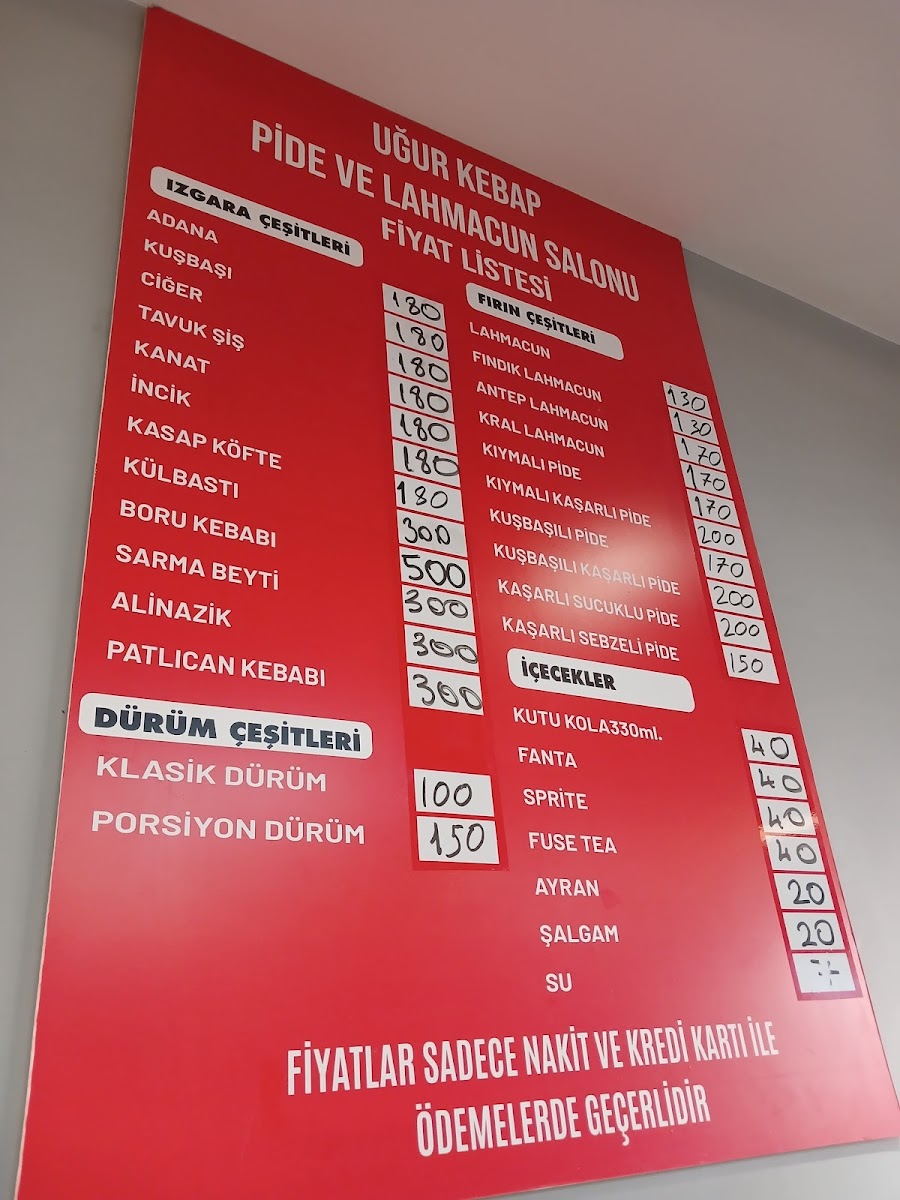 UĞUR KEBAP
PİDE VE LAHMACUN SALONU
FİYAT LİSTESİ
IZGARA ÇEŞİTLERİ
ADANA 180
KUŞBAŞI 180
CİĞER 180
TAVUK ŞİŞ 180
KANAT 180
İNCİK 180
KASAP KÖFTE 180
KÜLBASTI 300
BORU KEBABI 500
SARMA BEYTİ 300
ALİNAZİK 300
PATLICAN KEBABI 300
DÜRÜM ÇEŞİTLERİ
KLASİK DÜRÜM 100
PORSİYON DÜRÜM 150
FIRIN ÇEŞİTLERİ
LAHMACUN 130
FINDIK LAHMACUN 130
ANTEP LAHMACUN 170
KRAL LAHMACUN 170
KIYMALI PİDE 170
KIYMALI KAŞARLI PİDE 200
KUŞBAŞILI PİDE 170
KUŞBAŞILI KAŞARLI PİDE 200
KAŞARLI SUCUKLU PİDE 200
KAŞARLI SEBZELİ PİDE 150
İÇECEKLER
KUTU KOLA330ml. 40
FANTA 40
SPRİTE 40
FUSE TEA 40
AYRAN 20
ŞALGAM 20
SU
FİYATLAR SADECE NAKİT VE KREDİ KARTI İLE
ÖDEMELERDE GEÇERLİDİR